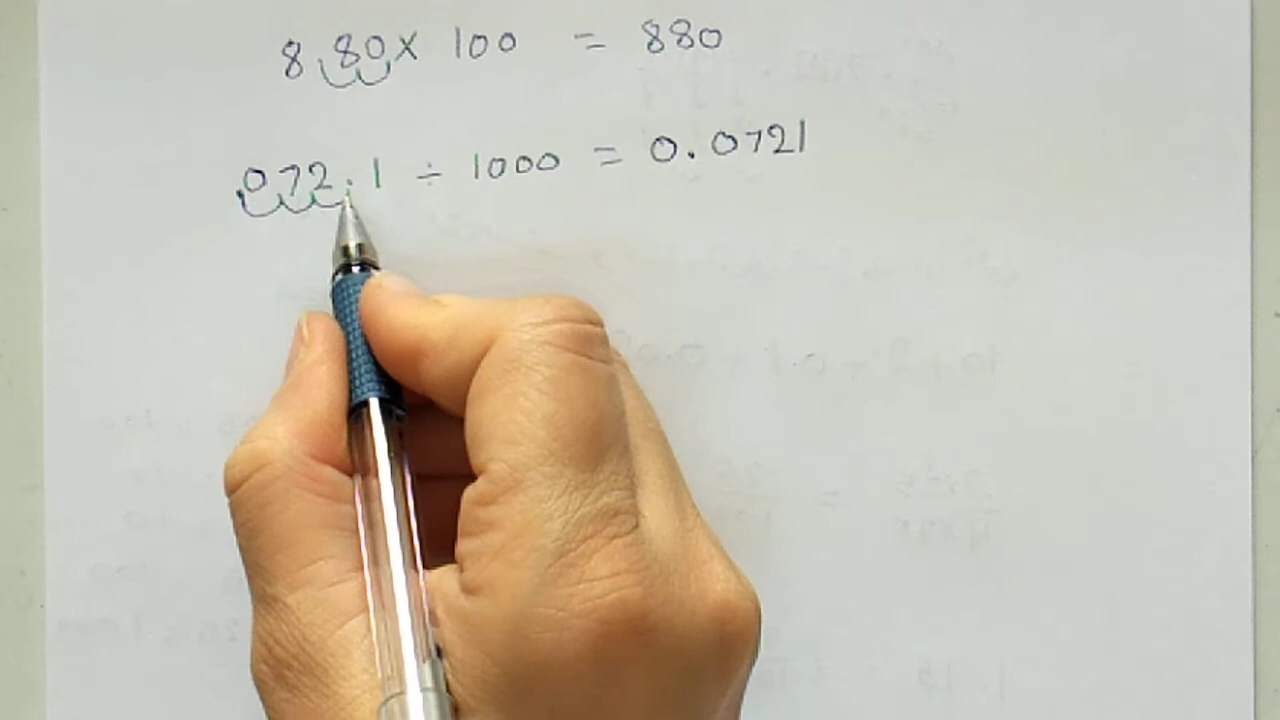 8.80 × 100 = 880
.072.1 ÷ 1000 = 0.0721